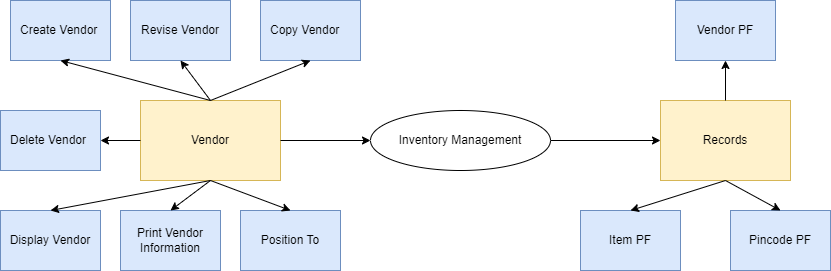 Create Vendor
Revise Vendor
Copy Vendor
Vendor PF
Delete Vendor
Vendor
Inventory Management
Records
Display Vendor
Print Vendor
Information
Position To
Item PF
Pincode PF